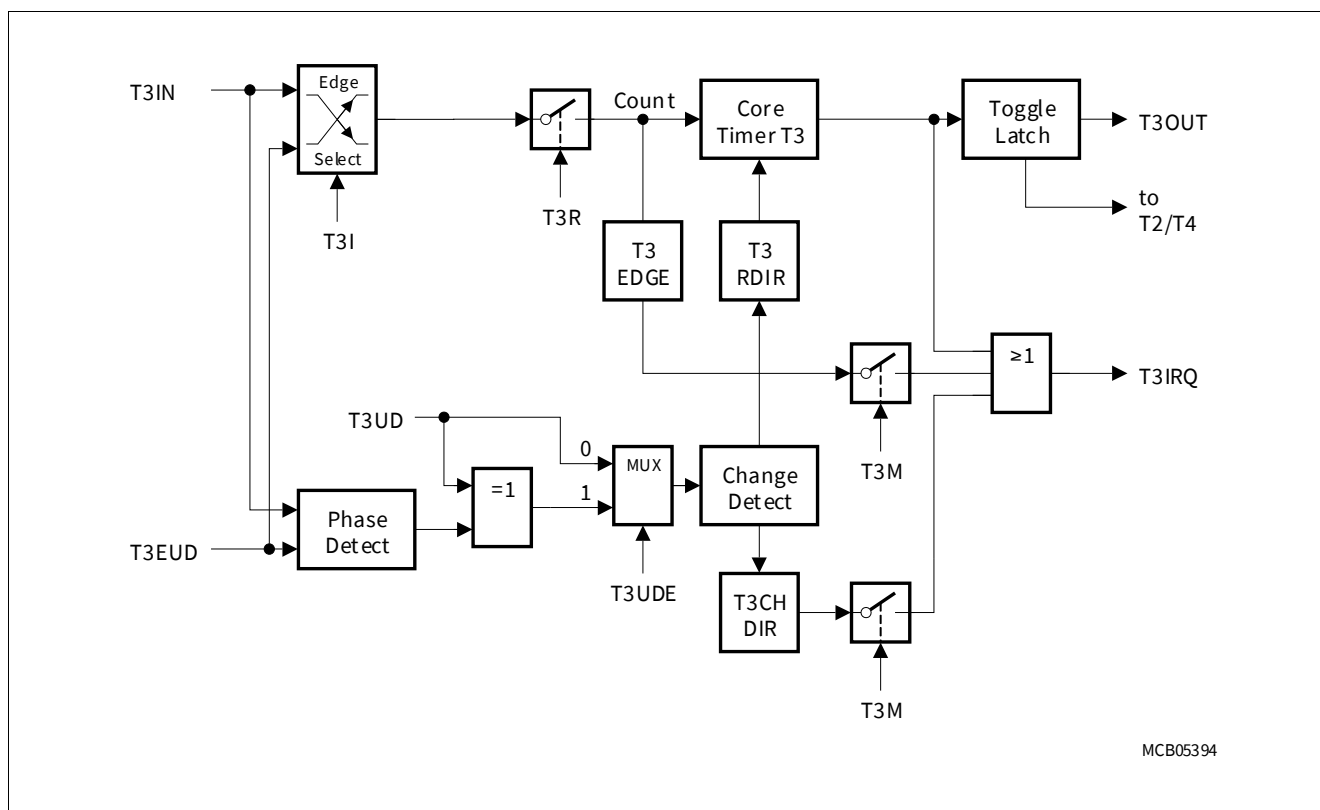 T3IN
Edge
Select
T3I
T3R
Count
Core
Timer T3
Toggle
Latch
T3OUT
to
T2/T4
T3
EDGE
T3
RDIR
≥1
T3IRQ
T3M
T3UD
0
1
=1
MUX
T3UDE
Change
Detect
Phase
Detect
T3EUD
T3CH
DIR
T3M
MCB05394